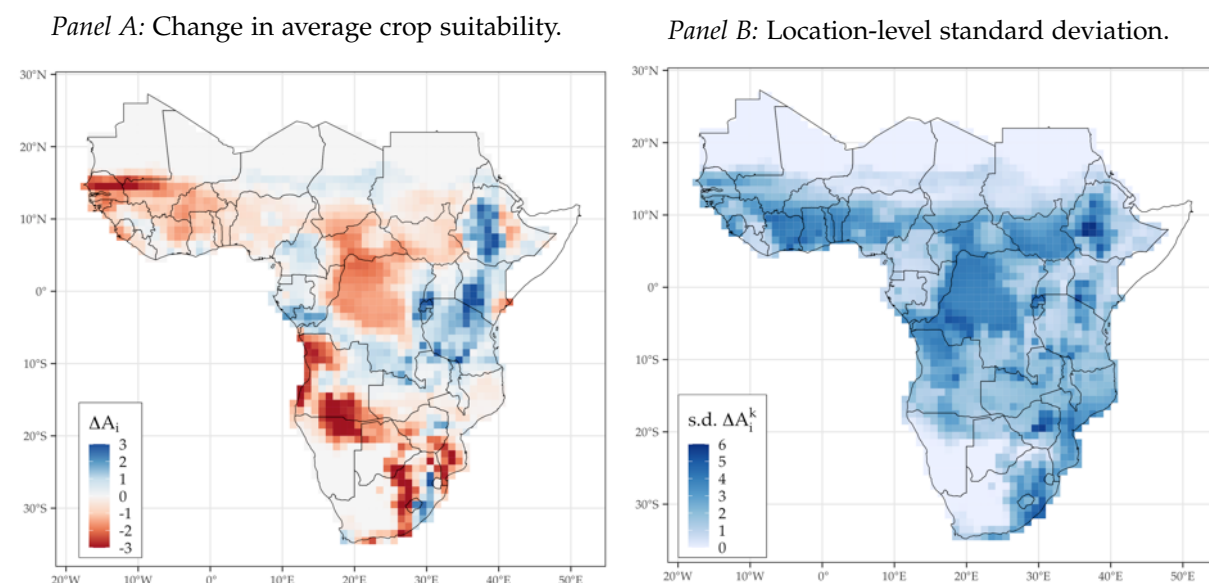 Panel A: Change in average crop suitability.
Panel B: Location-level standard deviation.
30°N
20°N
10°N
0°
10°S
20°S
30°S
ΔAᵢ
3
2
1
0
-1
-2
-3
20°W 10°W 0° 10°E 20°E 30°E 40°E 50°E
30°N
20°N
10°N
0°
10°S
20°S
30°S
s.d. ΔAᵢᵏ
6
5
4
3
2
1
0
20°W 10°W 0° 10°E 20°E 30°E 40°E 50°E